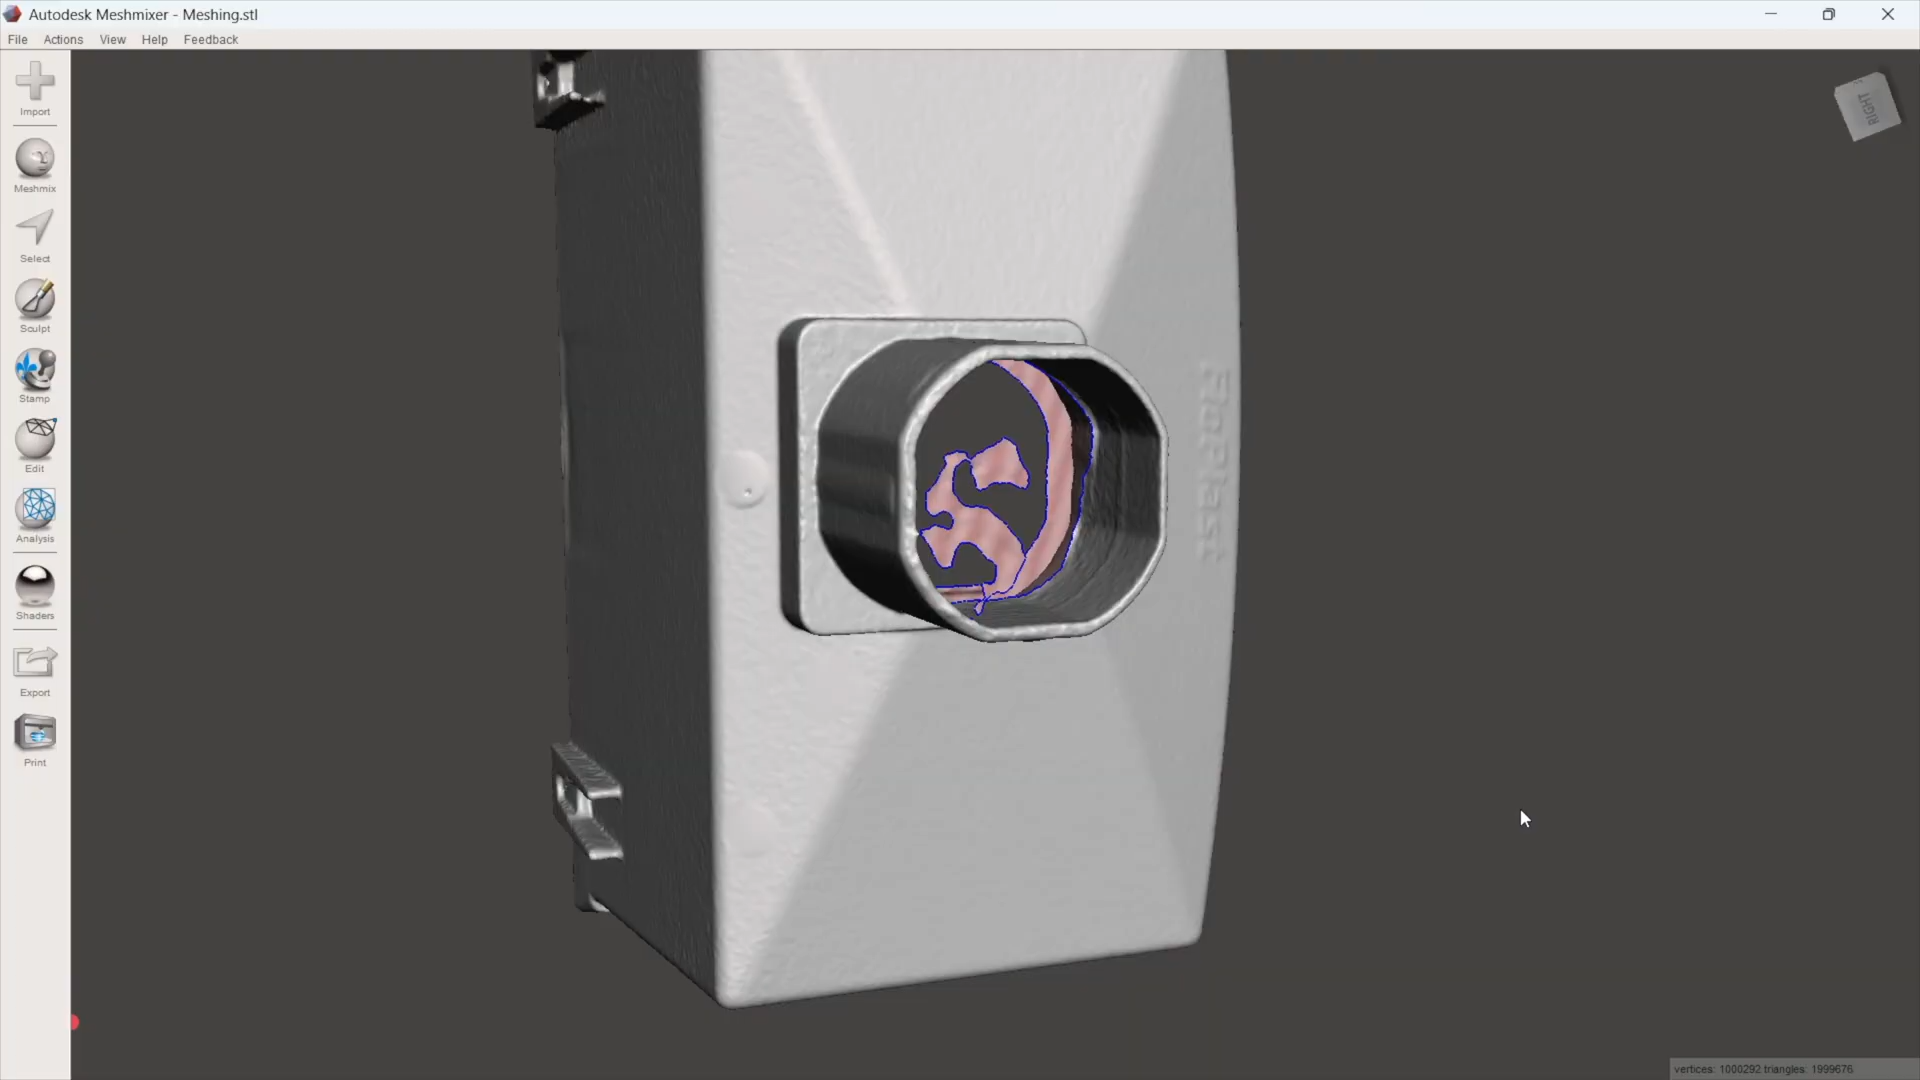 Autodesk Meshmixer - Meshing.stl
File Actions View Help Feedback
Import
Meshmix
Select
Sculpt
Stamp
Edit
Analysis
Shaders
Export
Print
RIGHT
vertices: 1000292 triangles: 1999676